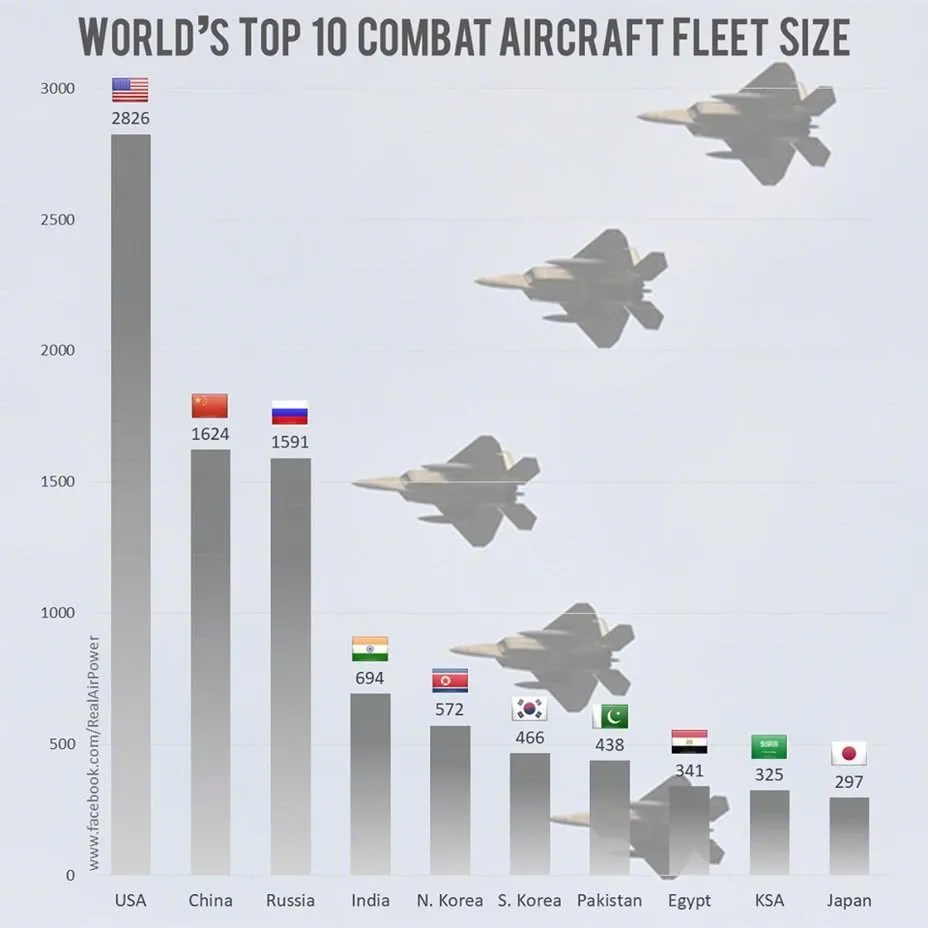 World's Top 10 Combat Aircraft Fleet Size
3000
2500
2000
1500
1000
500
0
2826
1624
1591
694
572
466
438
341
325
297
USA
China
Russia
India
N. Korea
S. Korea
Pakistan
Egypt
KSA
Japan
www.facebook.com/RealAirPower